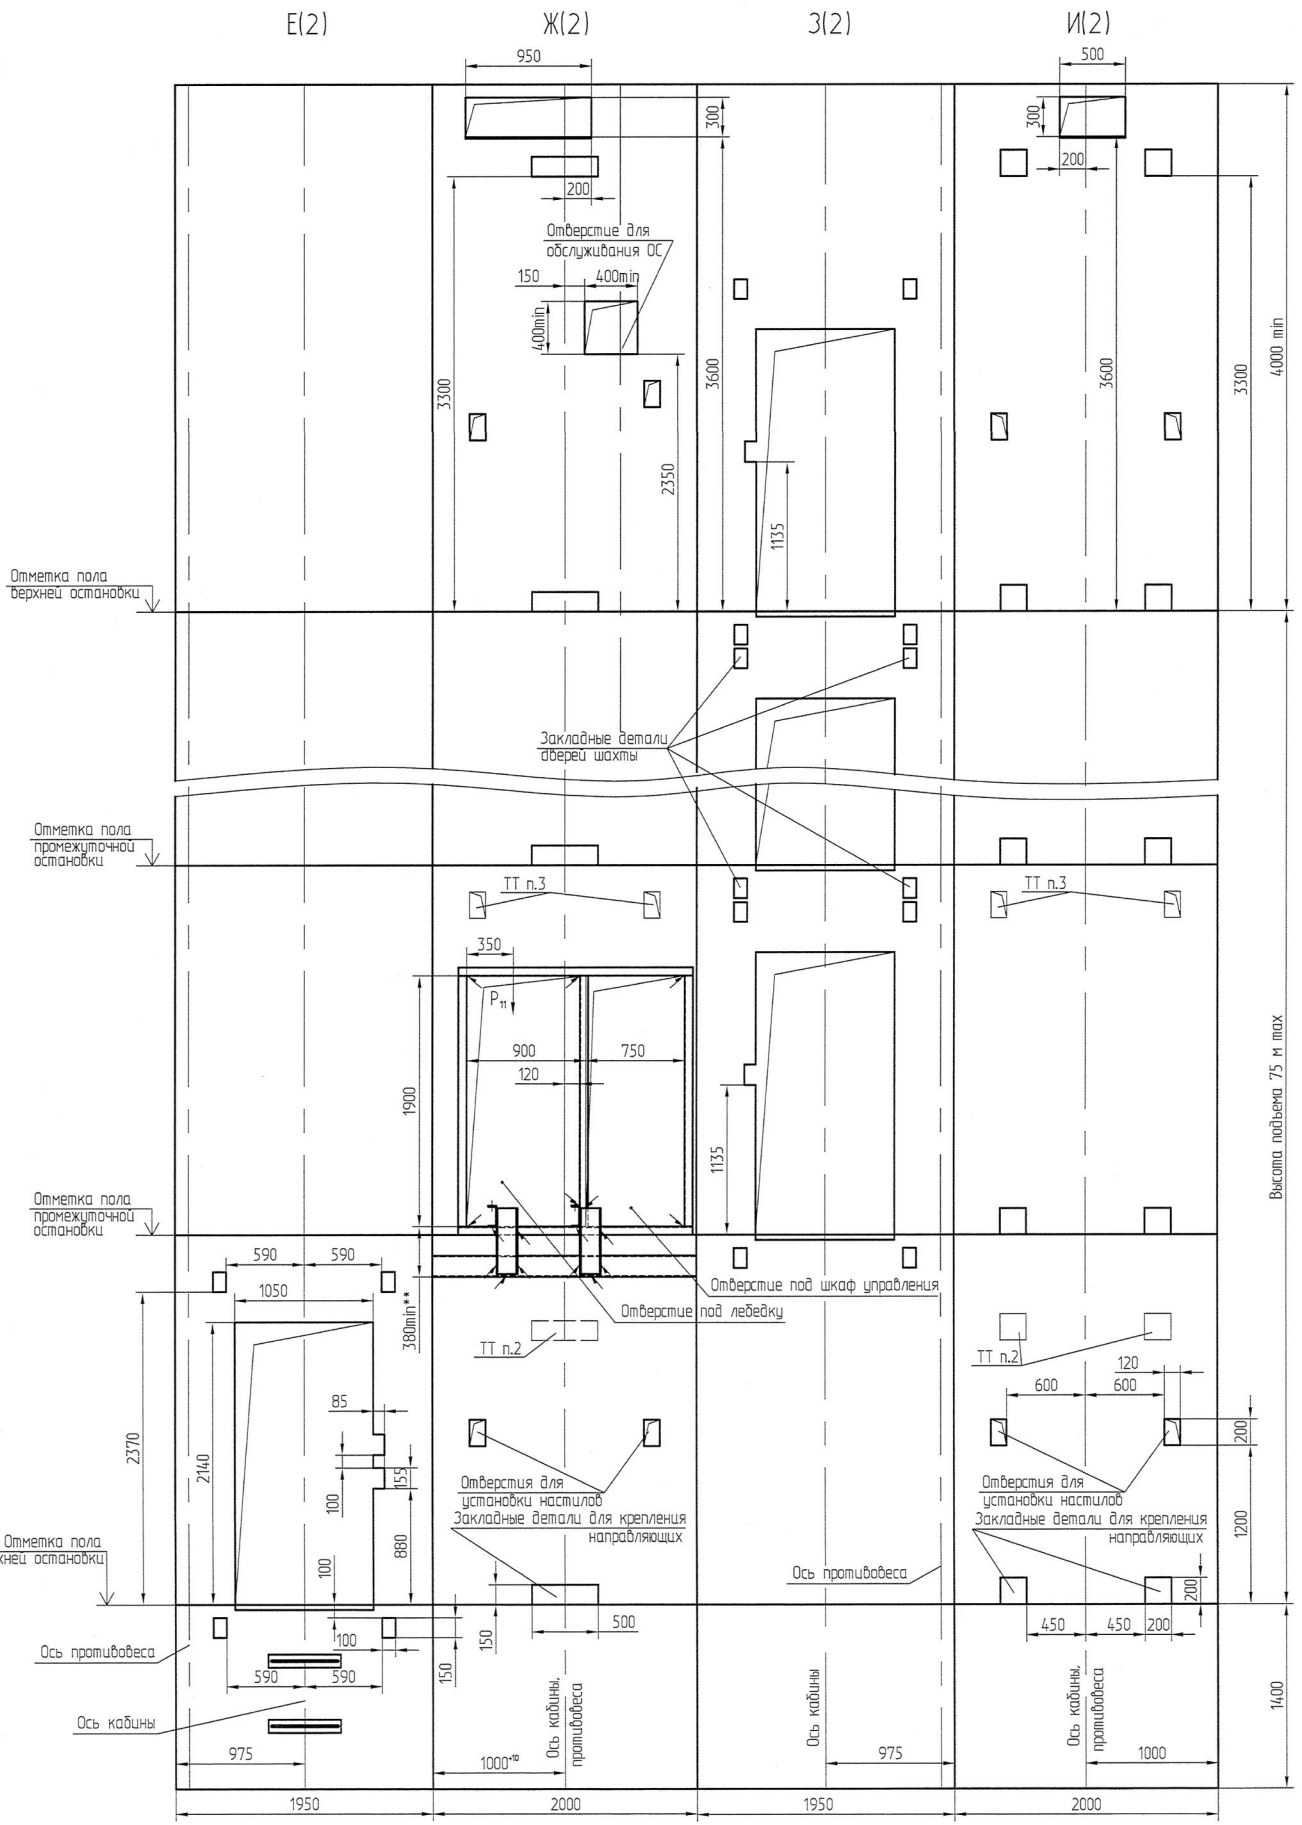 Е(2)
Ж(2)
З(2)
И(2)
950
500
300
300
200
200
Отверстие для
обслуживания ОС
150
400min
400min
3300
2350
3600
1135
3600
3300
4000 min
Отметка пола
верхней остановки
Закладные детали
дверей шахты
Отметка пола
промежуточной
остановки
ТТ п.3
ТТ п.3
350
P₁₁
900
750
120
1900
1135
Высота подъема 75 м max
Отметка пола
промежуточной
остановки
590
590
1050
380min**
Отверстие под шкаф управления
Отверстие под лебедку
ТТ п.2
ТТ п.2
120
600
600
200
85
2370
2140
100
155
880
100
Отверстия для
установки настилов
Закладные детали для крепления
направляющих
Отверстия для
установки настилов
Закладные детали для крепления
направляющих
1200
200
Отметка пола
жней остановки
Ось противовеса
150
500
450
450
200
Ось противовеса
100
150
590
590
Ось кабины
975
1000⁺¹⁰
Ось кабины,
противовеса
Ось кабины
975
Ось кабины,
противовеса
1000
1400
1950
2000
1950
2000